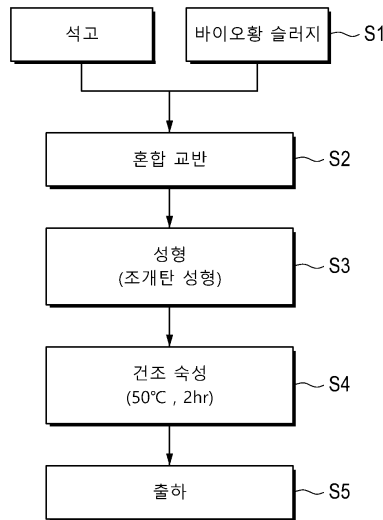 석고
바이오황 슬러지
S1
혼합 교반
S2
성형
(조개탄 성형)
S3
건조 숙성
(50℃ , 2hr)
S4
출하
S5